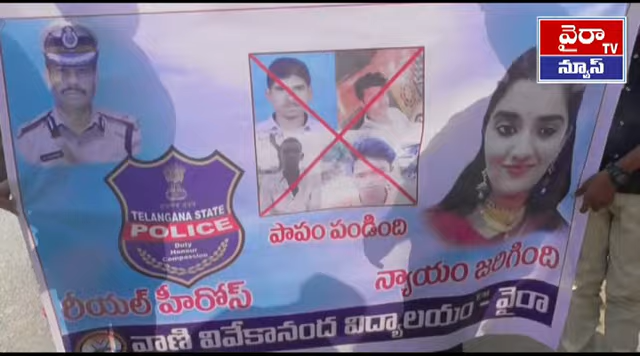 వైరా
TV
న్యూస్
TELANGANA STATE
POLICE
Duty
Honour
Compassion
పాపం పండింది
న్యాయం జరిగింది
రీయల్ హీరోస్
వాణి వివేకానంద విద్యాలయం - వైరా